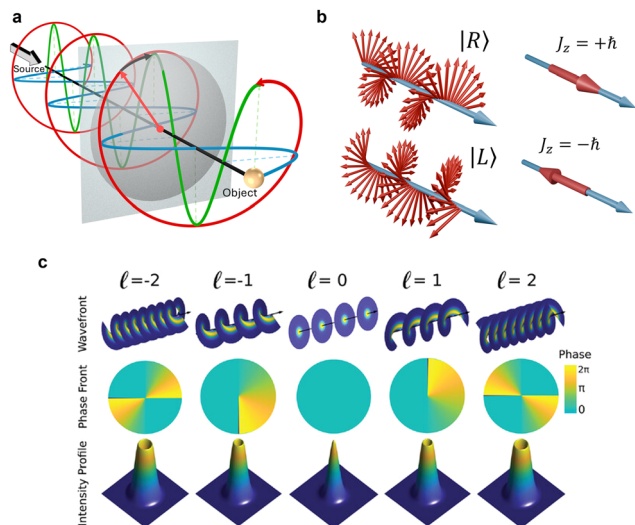 a
Source
Object
b
|R⟩
J_z = +ħ
|L⟩
J_z = −ħ
c
ℓ=-2
ℓ=-1
ℓ= 0
ℓ= 1
ℓ= 2
Wavefront
Phase Front
Phase
2π
π
0
Intensity Profile